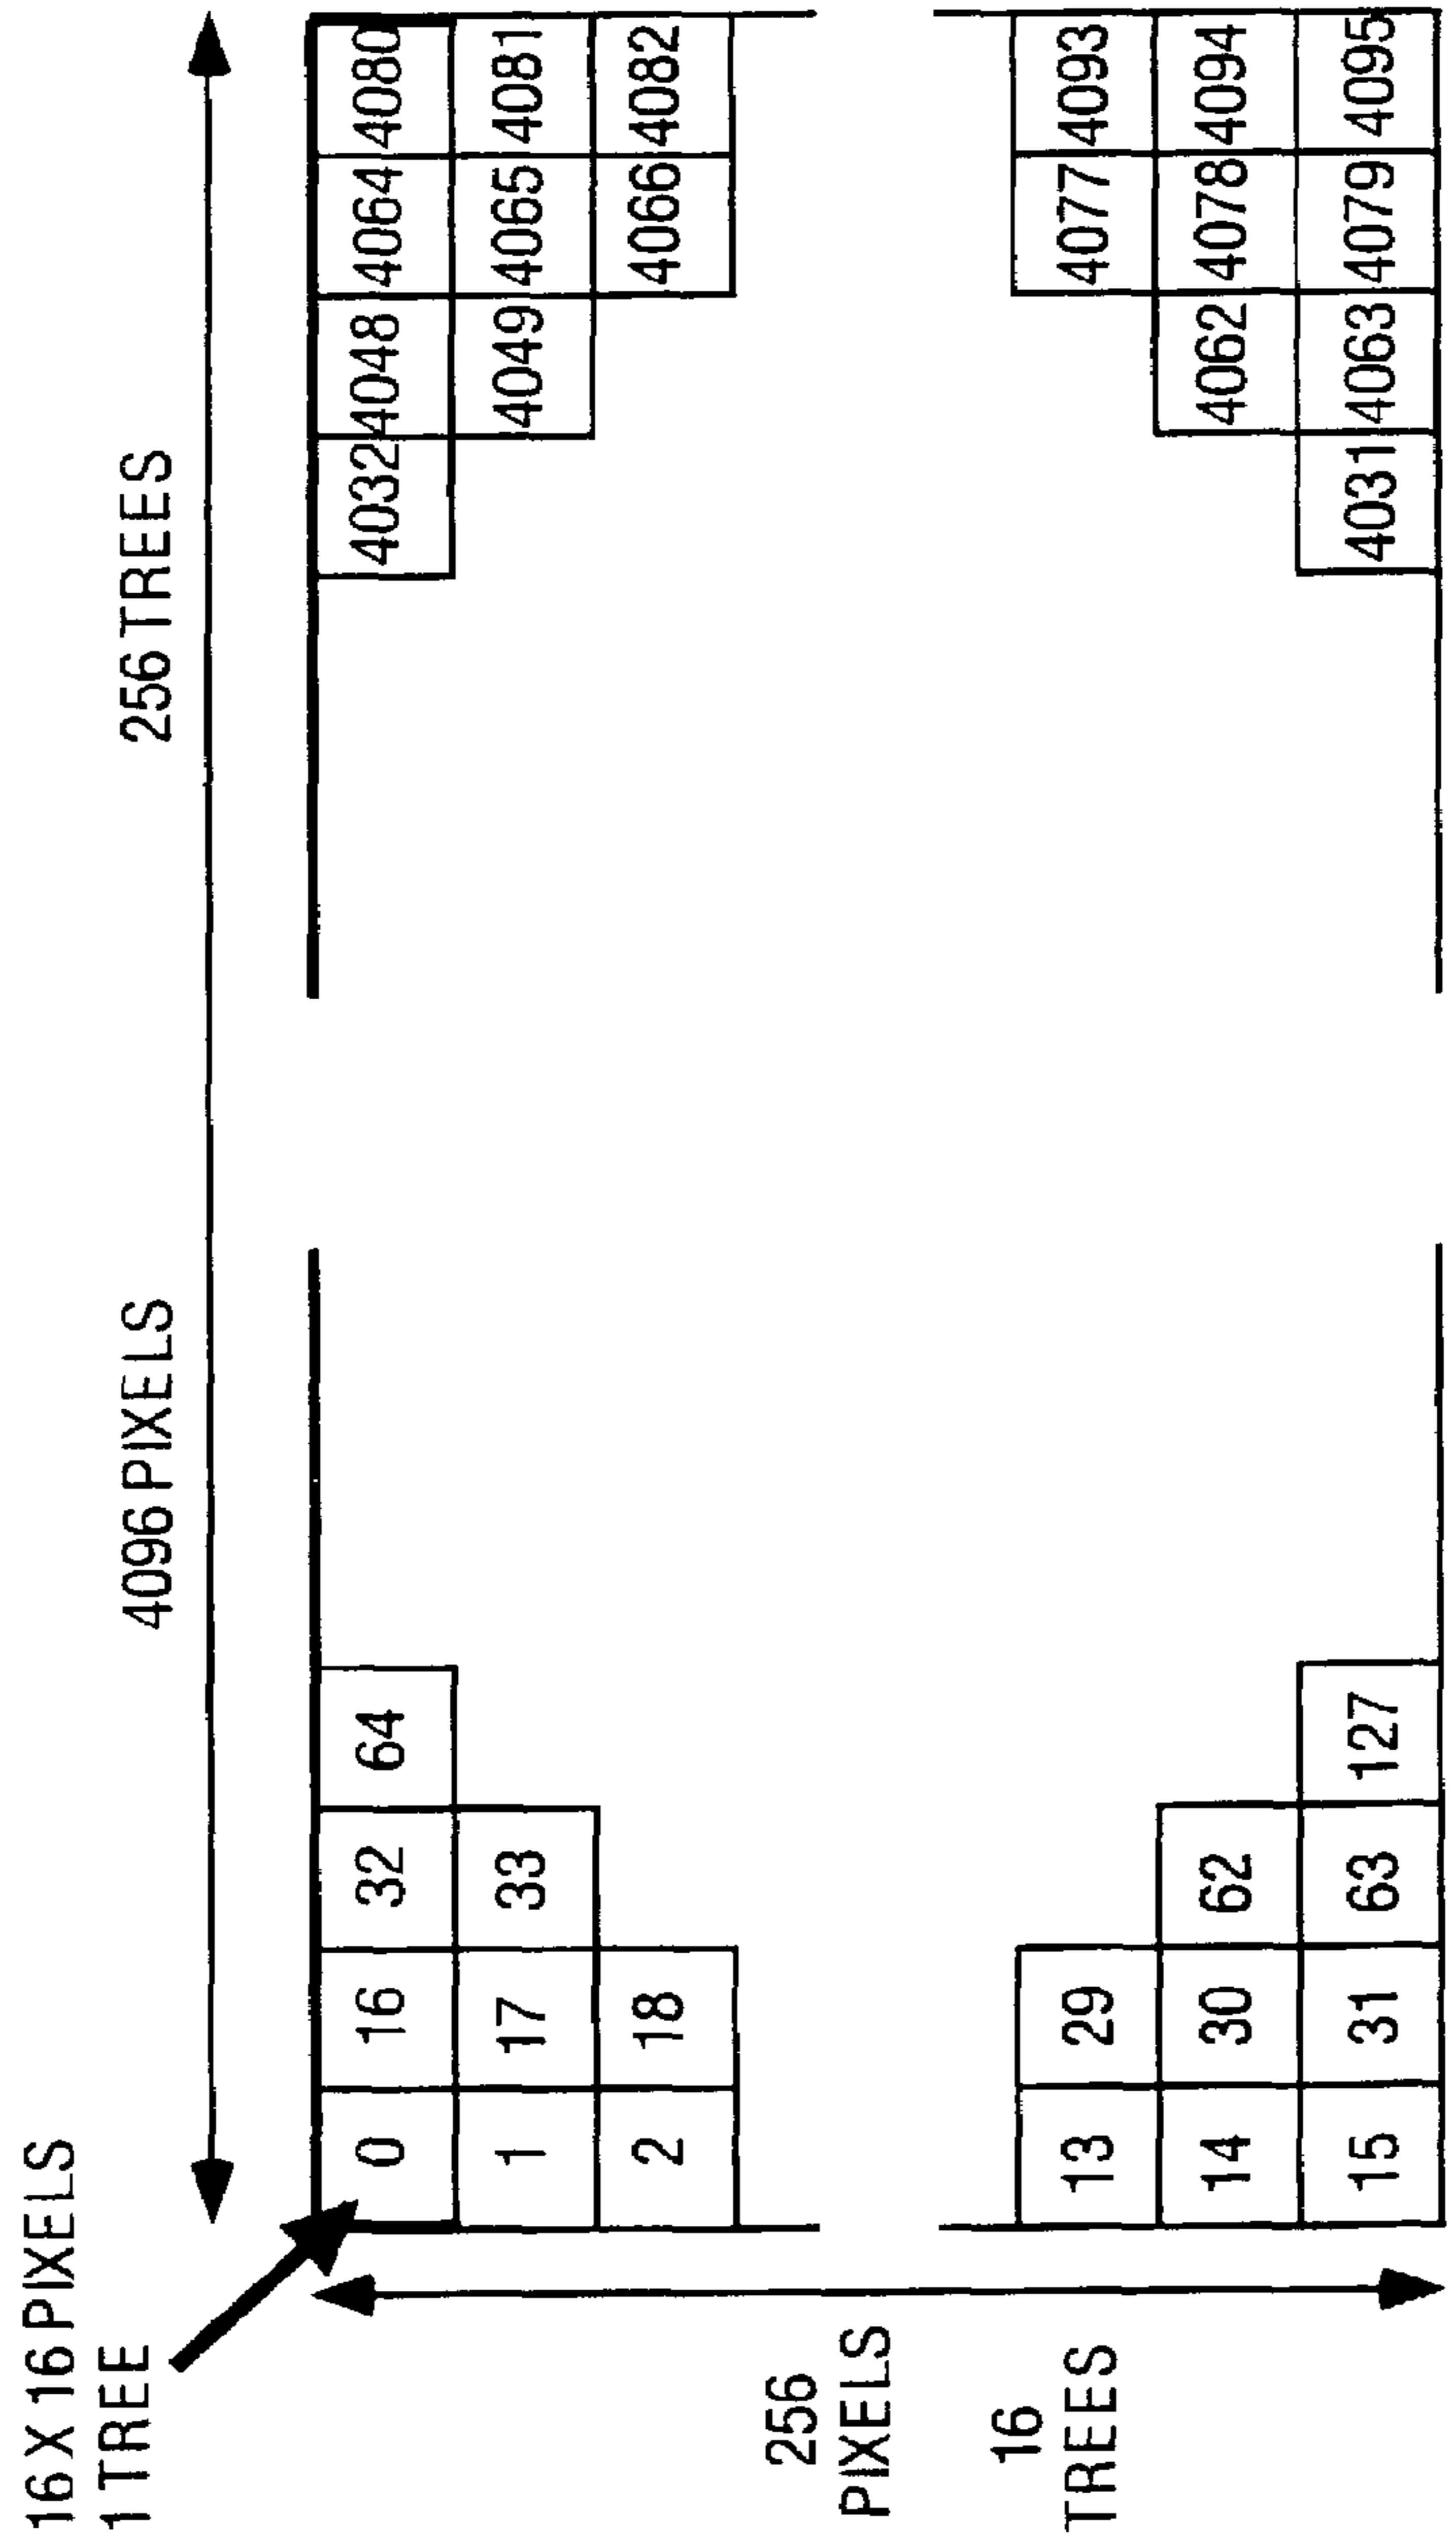 16 X 16 PIXELS
1 TREE
4096 PIXELS
256 TREES
256
PIXELS
16
TREES
0 16 32 64
1 17 33
2 18
13 29
14 30 62
15 31 63 127
4032 4048 4064 4080
4049 4065 4081
4066 4082
4077 4093
4062 4078 4094
4031 4063 4079 4095